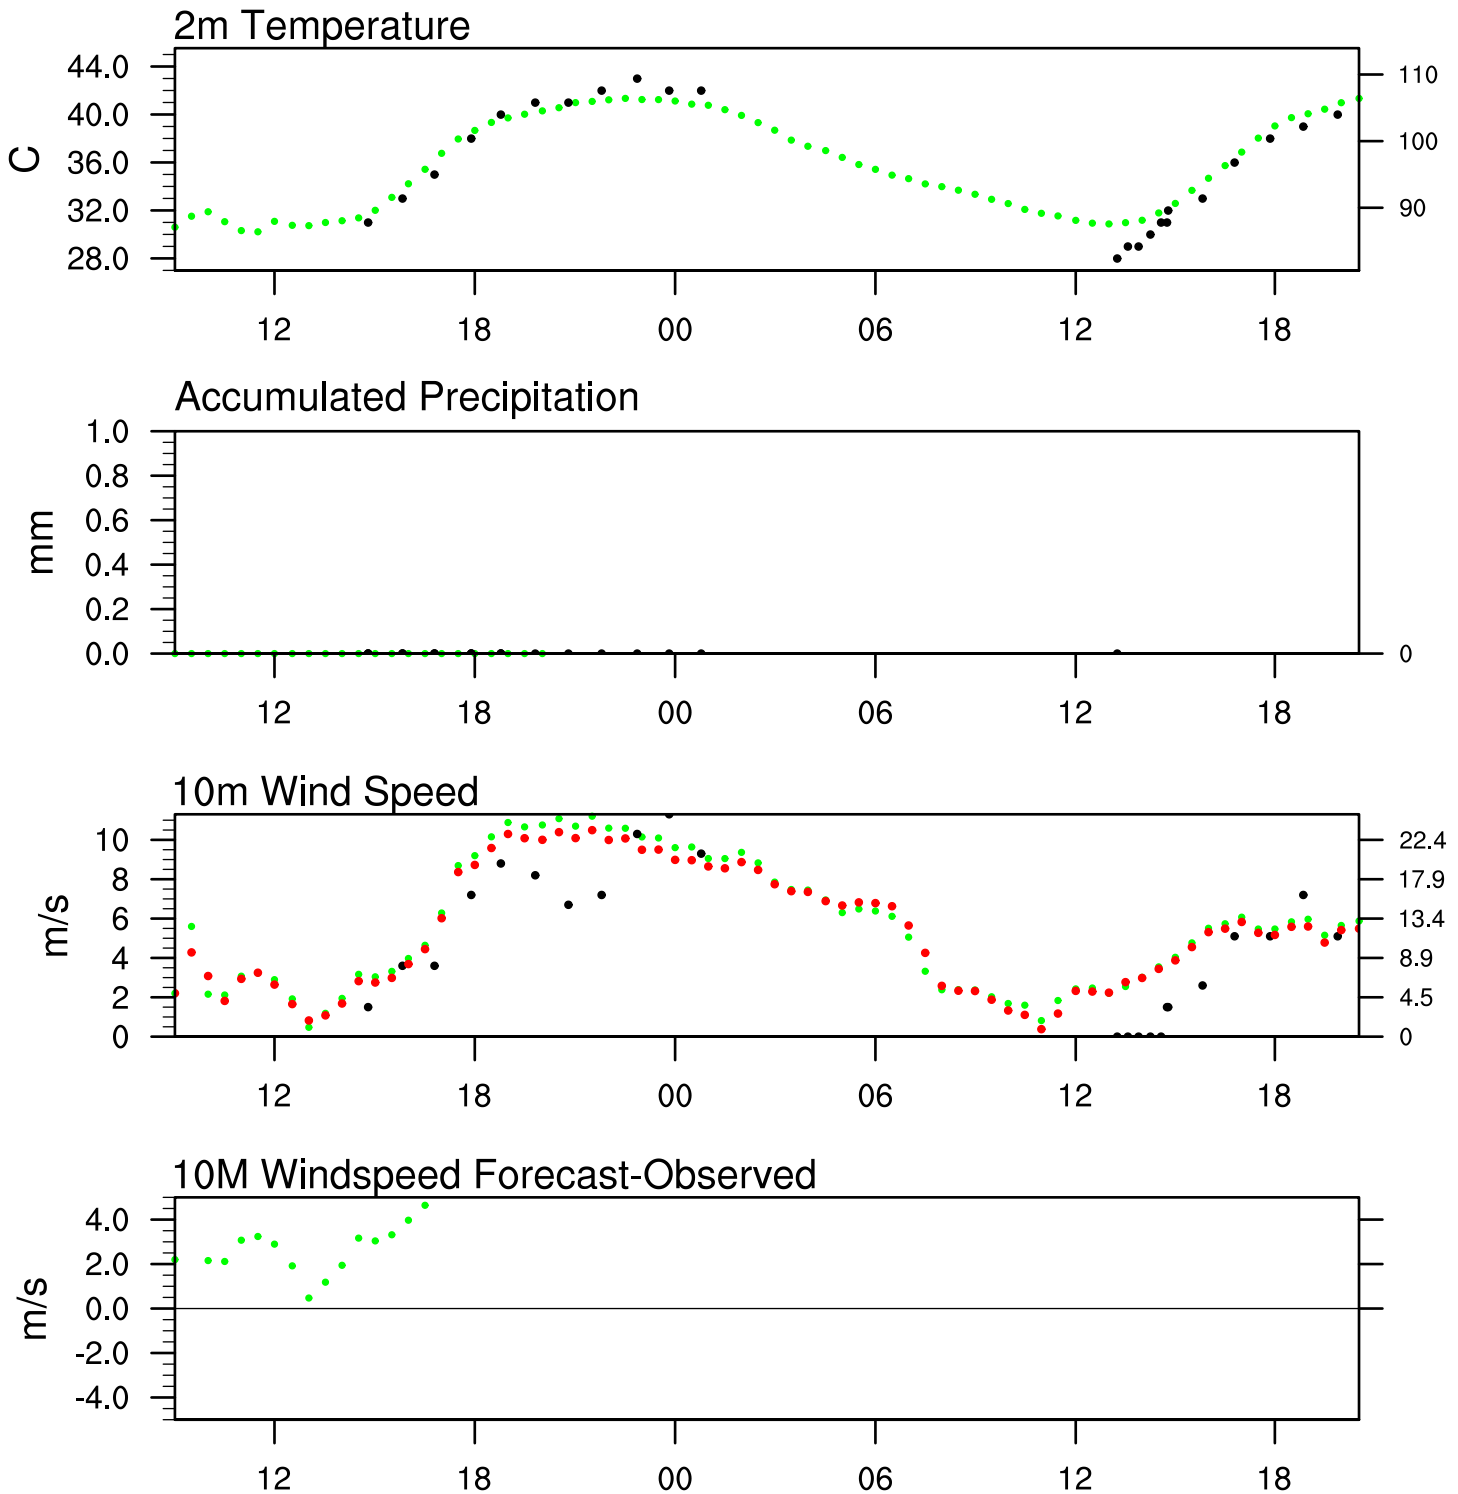 2m Temperature
44.0
40.0
36.0
32.0
28.0
C
110
100
90
12 18 00 06 12 18
Accumulated Precipitation
1.0
0.8
0.6
0.4
0.2
0.0
mm
0
12 18 00 06 12 18
10m Wind Speed
10
8
6
4
2
0
m/s
22.4
17.9
13.4
8.9
4.5
0
12 18 00 06 12 18
10M Windspeed Forecast-Observed
4.0
2.0
0.0
-2.0
-4.0
m/s
12 18 00 06 12 18